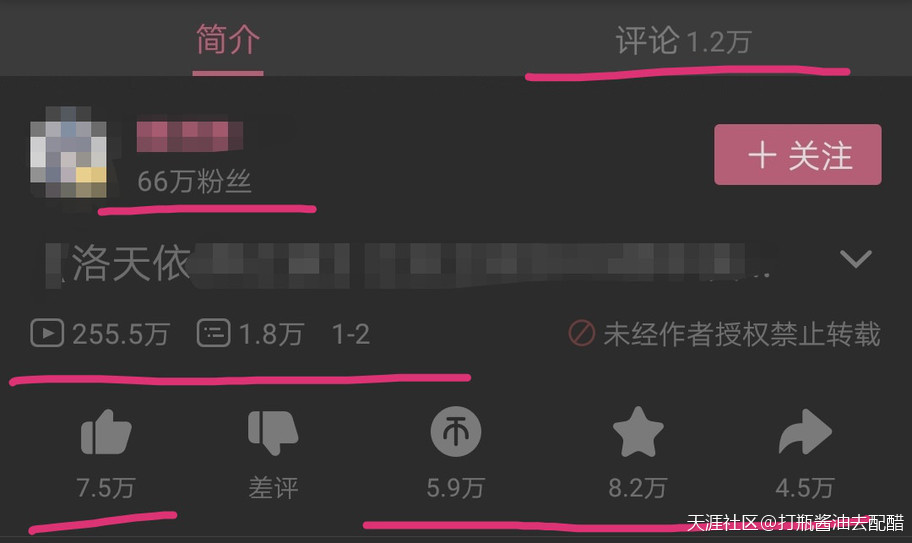 简介
评论 1.2万
66万粉丝
+ 关注
洛天依
255.5万 1.8万 1-2 未经作者授权禁止转载
7.5万 差评 5.9万 8.2万 4.5万
天涯社区@打瓶酱油去配醋